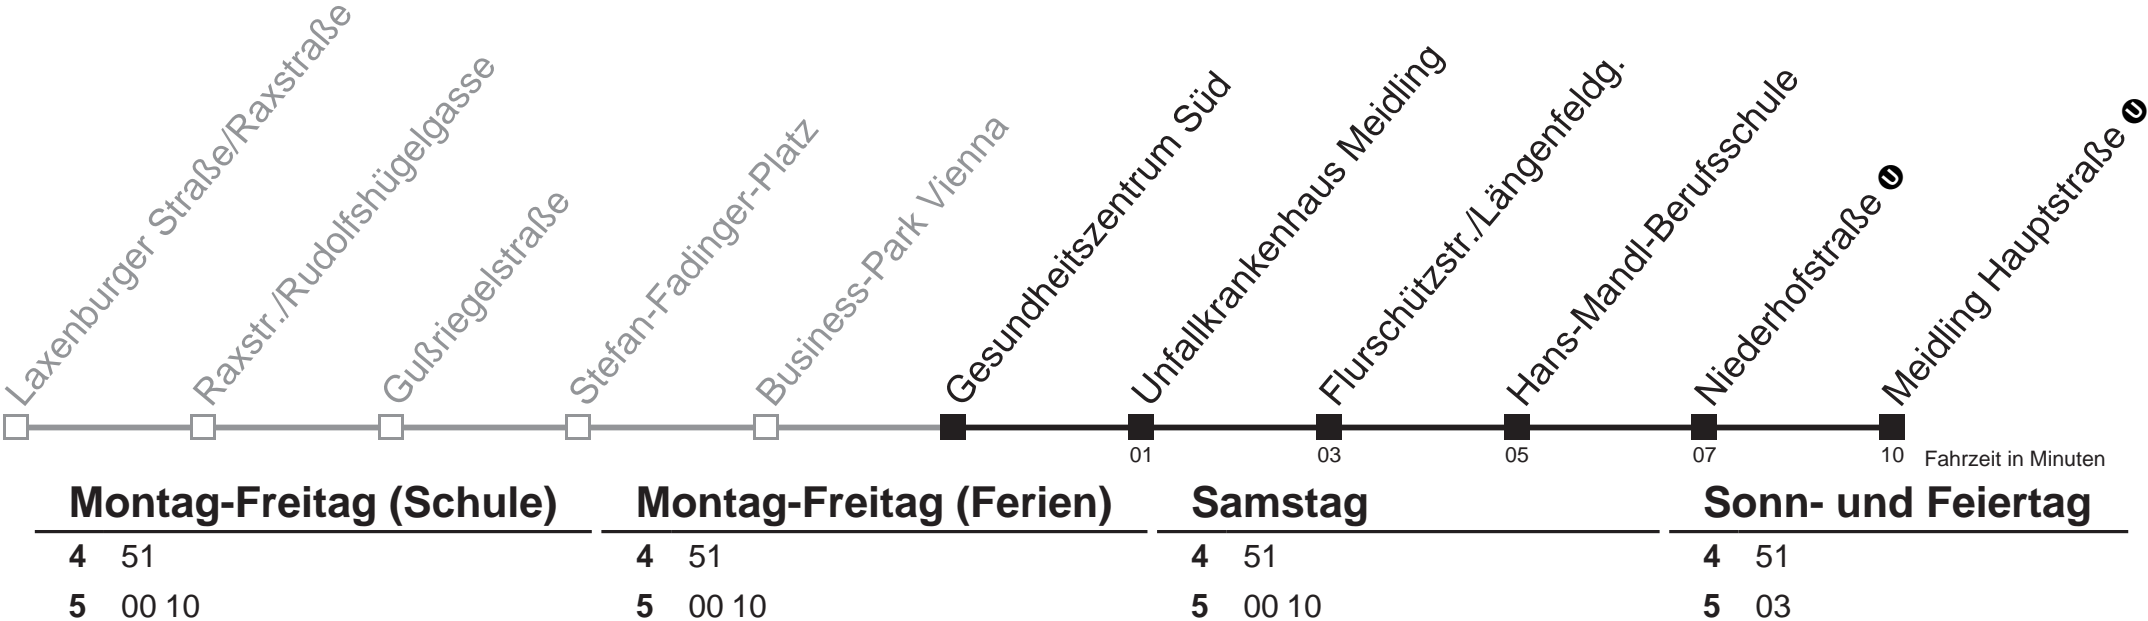 Laxenburger Straße/Raxstraße
Raxstr./Rudolfshügelgasse
Gußriegelstraße
Stefan-Fadinger-Platz
Business-Park Vienna
Gesundheitszentrum Süd
Unfallkrankenhaus Meidling
Flurschützstr./Längenfeldg.
Hans-Mandl-Berufsschule
Niederhofstraße U
Meidling Hauptstraße U
01 03 05 07 10 Fahrzeit in Minuten
Montag-Freitag (Schule) Montag-Freitag (Ferien) Samstag Sonn- und Feiertag
4 51 4 51 4 51 4 51
5 00 10 5 00 10 5 00 10 5 03